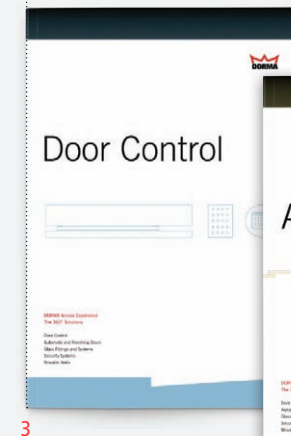 DORMA
Door Control
A
DORMA Access Experience
The 360° Solutions
Door Control
Automatic and Revolving Doors
Glass Fittings and Systems
Security Systems
Movable Walls
3